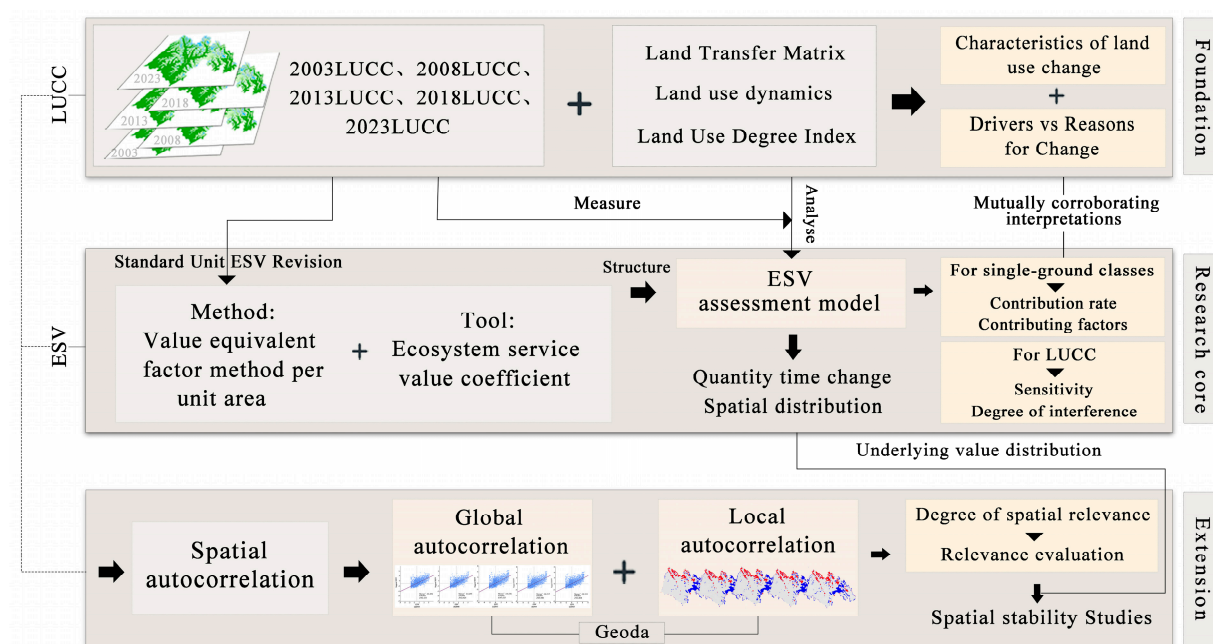 LUCC
2023
2018
2013
2008
2003
2003LUCC、2008LUCC、
2013LUCC、2018LUCC、
2023LUCC
+
Land Transfer Matrix
Land use dynamics
Land Use Degree Index
Characteristics of land
use change
+
Drivers vs Reasons
for Change
Foundation
Measure
Analyse
Mutually corroborating
interpretations
ESV
Standard Unit ESV Revision
Method:
Value equivalent
factor method per
unit area
+
Tool:
Ecosystem service
value coefficient
Structure
ESV
assessment model
Quantity time change
Spatial distribution
For single-ground classes
Contribution rate
Contributing factors
For LUCC
Sensitivity
Degree of interference
Research core
Underlying value distribution
Spatial
autocorrelation
Global
autocorrelation
+
Local
autocorrelation
Geoda
Degree of spatial relevance
Relevance evaluation
Spatial stability Studies
Extension